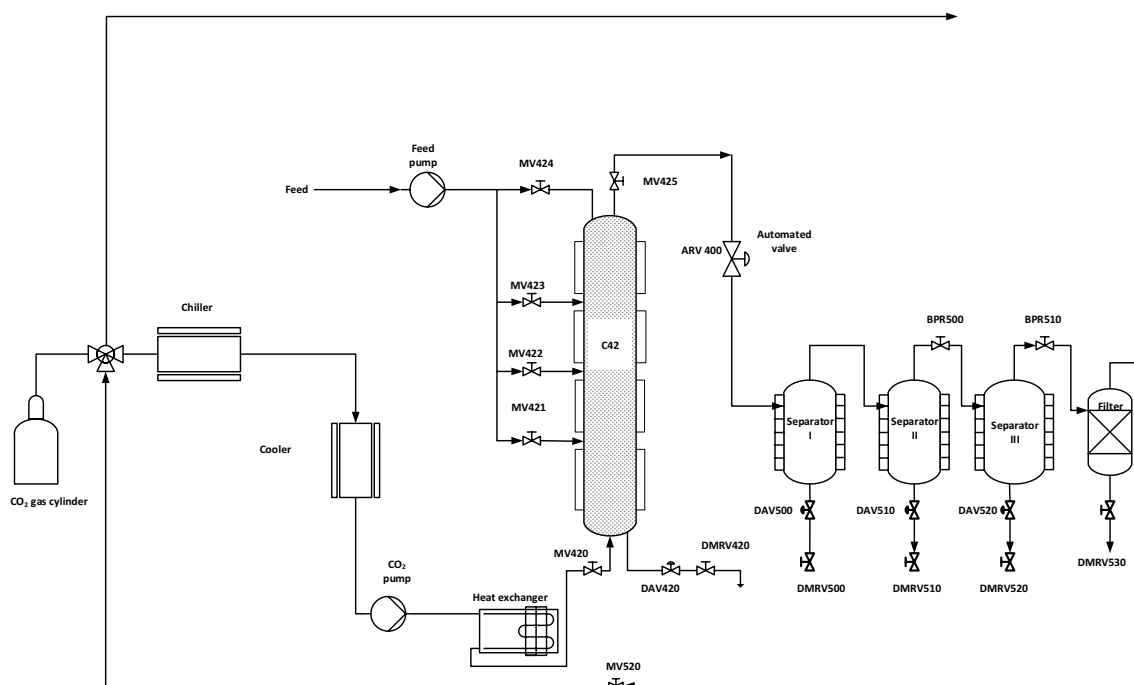 Feed
pump
MV424
Feed
MV425
ARV 400
Automated
valve
MV423
Chiller
BPR500
BPR510
C42
MV422
MV421
Filter
Separator
I
Separator
II
Separator
III
Cooler
CO₂ gas cylinder
DAV500
DAV510
DAV520
MV420
DMRV420
CO₂
pump
DMRV530
DAV420
DMRV500
DMRV510
DMRV520
Heat exchanger
MV520